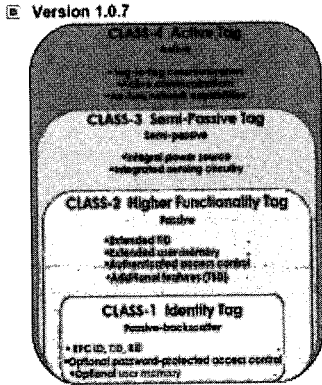 Version 1.0.7
CLASS-4 Active Tag
Active
CLASS-3 Semi-Passive Tag
Semi-passive
•Integral power source
•Integrated sensing circuitry
CLASS-2 Higher Functionality Tag
Passive
•Extended TID
•Extended user memory
•Authenticated access control
•Additional features (TBD)
CLASS-1 Identity Tag
Passive-backscatter
• EPC ID, TID, Kill
•Optional password-protected access control
•Optional user memory